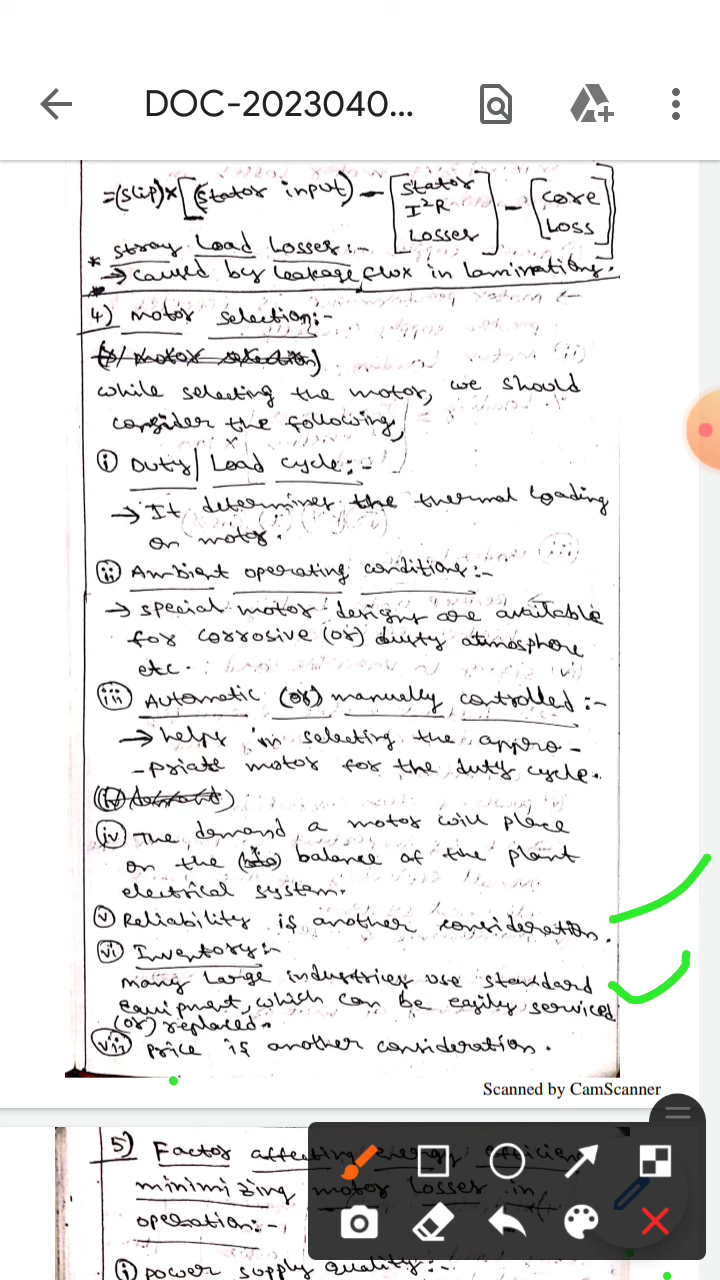 DOC-2023040...
=(slip)×[(stator input) - [stator I²R Losses] - [core Loss]]
* stray Load Losses:-
→ caused by leakage flux in laminations.
4) motor selection:-
while selecting the motor, we should
consider the following,
(i) Duty/Load cycle:-
→ It determines the thermal loading
on motor.
(ii) Ambient operating conditions:-
→ special motor designs are available
for corrosive (or) dusty atmosphere
etc.
(iii) Automatic (or) manually controlled:-
→ helps in selecting the appro-
-priate motor for the duty cycle.
(iv) The demand a motor will place
on the balance of the plant
electrical system.
(v) Reliability is another consideration.
(vi) Inventory:-
many large industries use standard
equipment, which can be easily serviced
(or) replaced.
(vii) price is another consideration.
Scanned by CamScanner
5) Factor affecting energy efficien
minimizing motor losses in
operation:-
(i) power supply quality:-